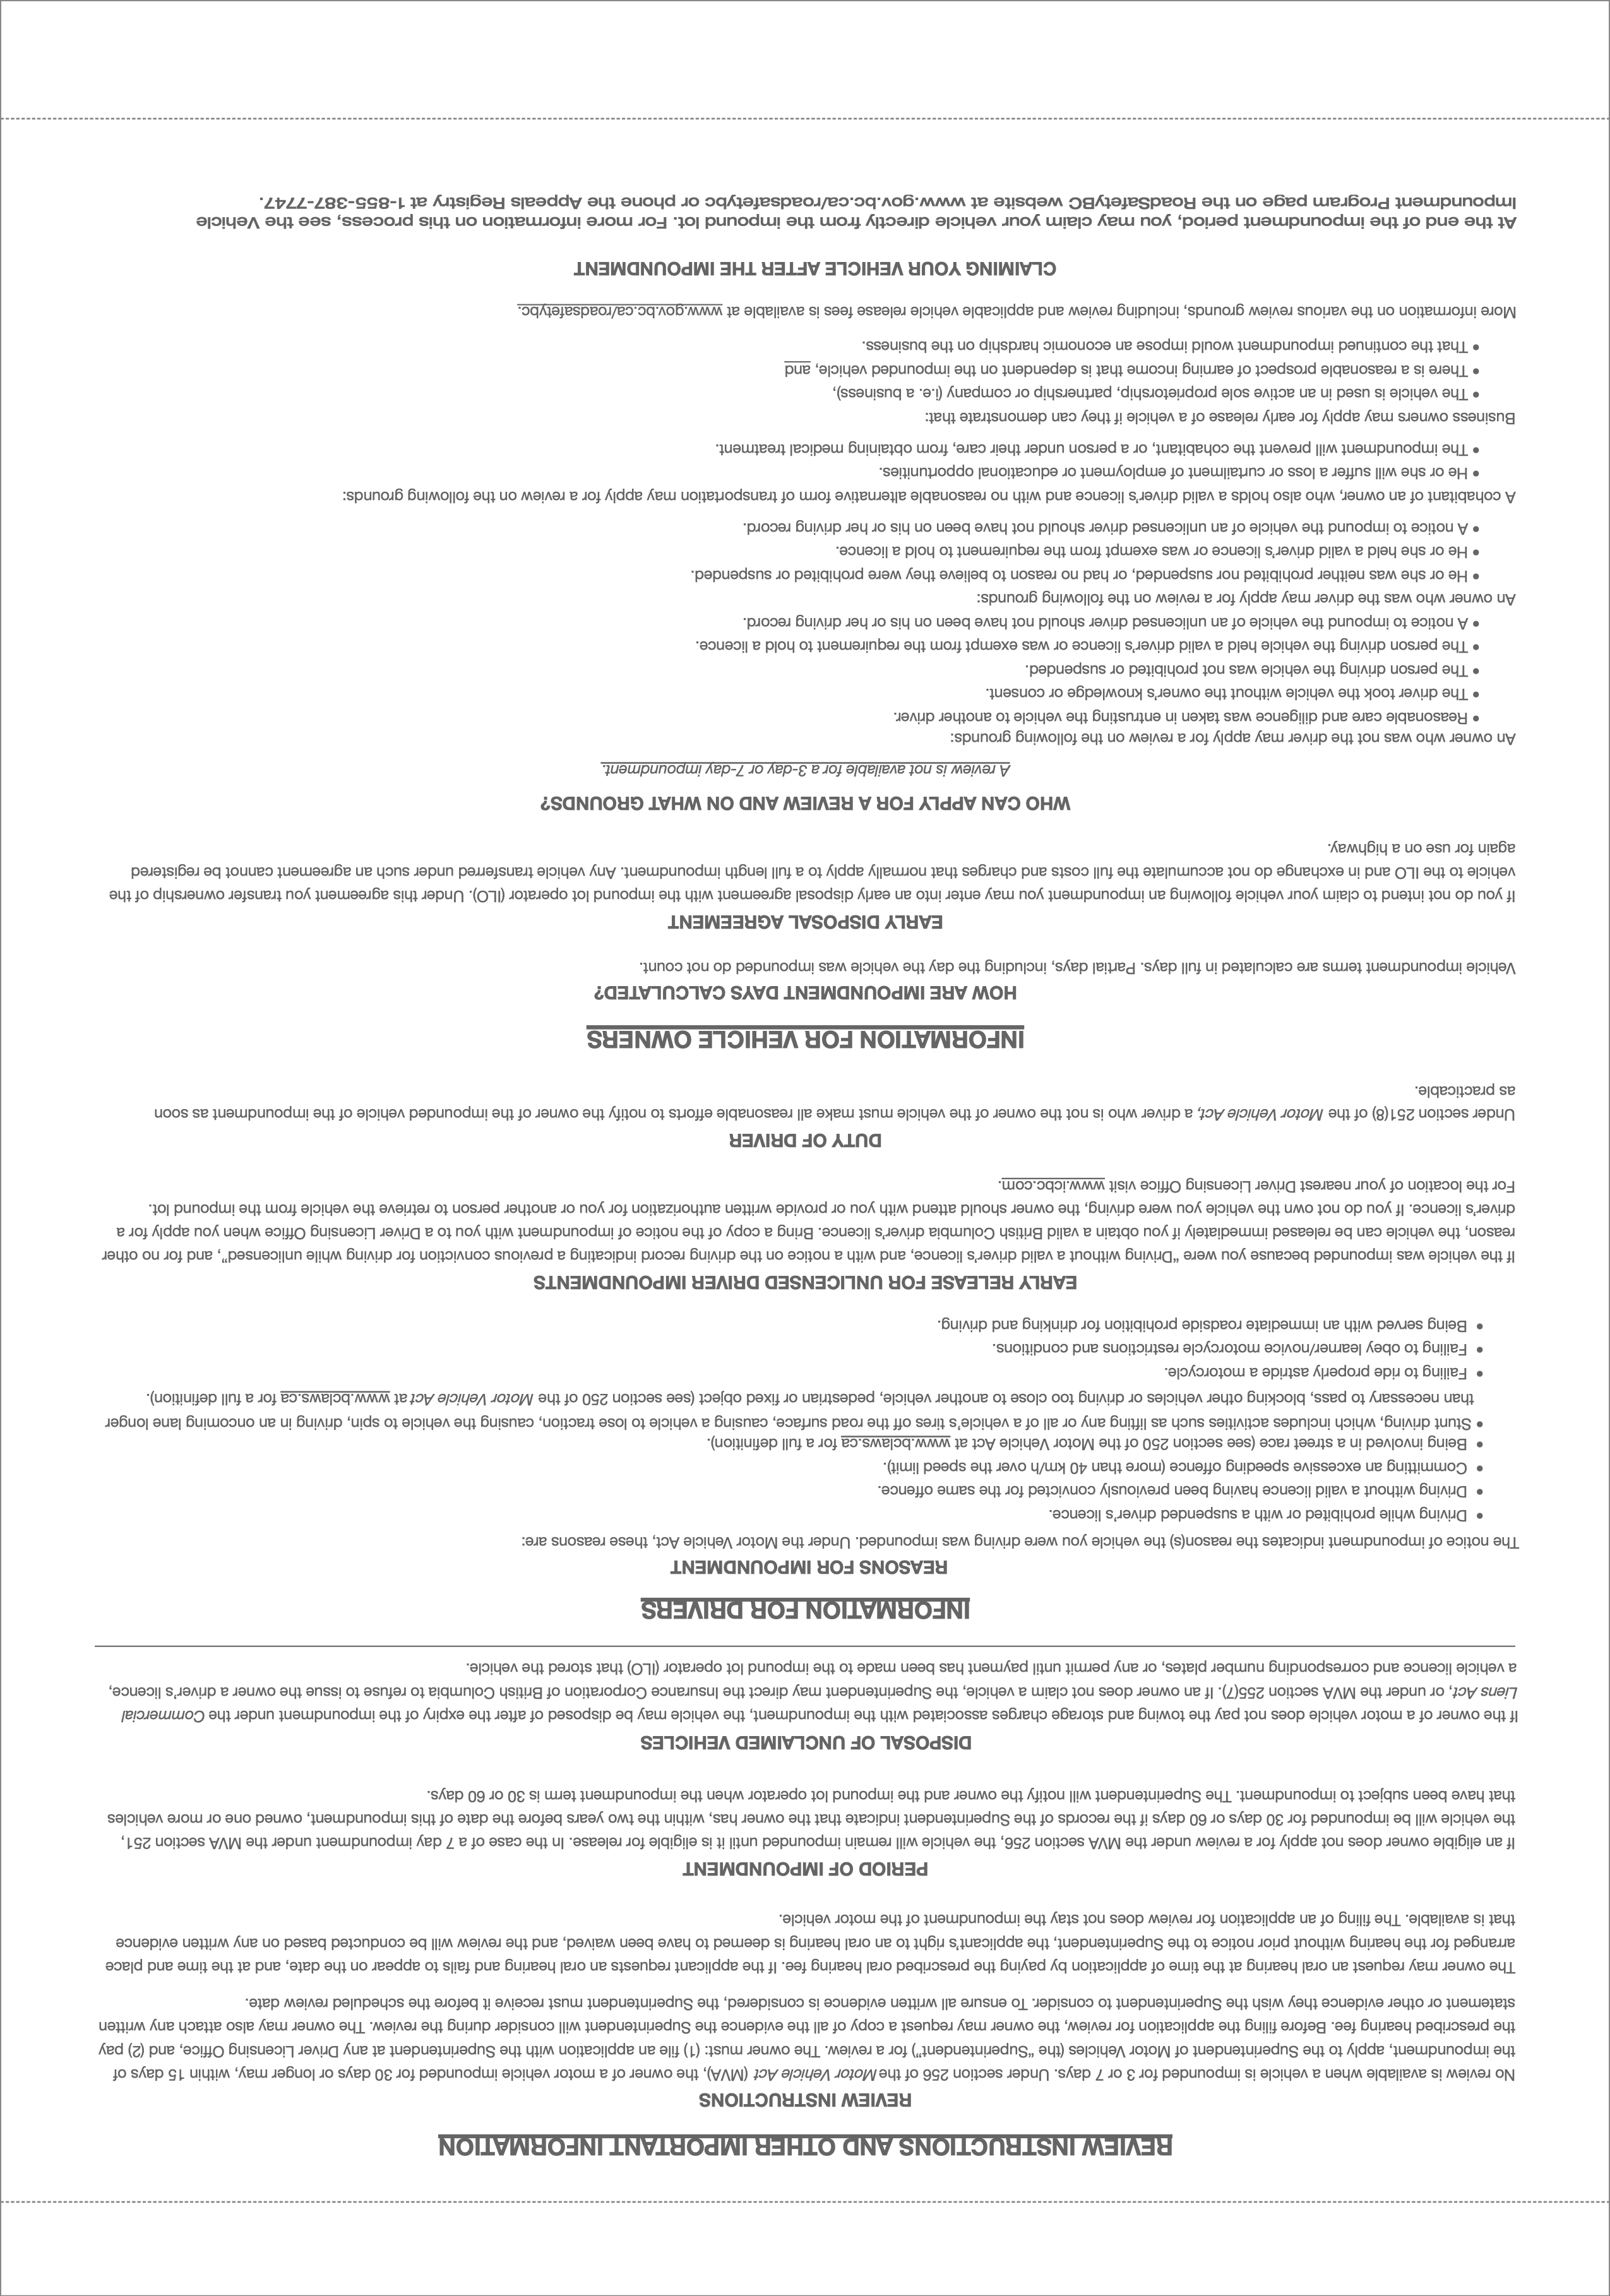 REVIEW INSTRUCTIONS AND OTHER IMPORTANT INFORMATION
REVIEW INSTRUCTIONS
No review is available when a vehicle is impounded for 3 or 7 days. Under section 256 of the Motor Vehicle Act (MVA), the owner of a motor vehicle impounded for 30 days or longer may, within 15 days of
the impoundment, apply to the Superintendent of Motor Vehicles (the “Superintendent”) for a review. The owner must: (1) file an application with the Superintendent at any Driver Licensing Office, and (2) pay
the prescribed hearing fee. Before filing the application for review, the owner may request a copy of all the evidence the Superintendent will consider during the review. The owner may also attach any written
statement or other evidence they wish the Superintendent to consider. To ensure all written evidence is considered, the Superintendent must receive it before the scheduled review date.
The owner may request an oral hearing at the time of application by paying the prescribed oral hearing fee. If the applicant requests an oral hearing and fails to appear on the date, and at the time and place
arranged for the hearing without prior notice to the Superintendent, the applicant’s right to an oral hearing is deemed to have been waived, and the review will be conducted based on any written evidence
that is available. The filing of an application for review does not stay the impoundment of the motor vehicle.
PERIOD OF IMPOUNDMENT
If an eligible owner does not apply for a review under the MVA section 256, the vehicle will remain impounded until it is eligible for release. In the case of a 7 day impoundment under the MVA section 251,
the vehicle will be impounded for 30 days or 60 days if the records of the Superintendent indicate that the owner has, within the two years before the date of this impoundment, owned one or more vehicles
that have been subject to impoundment. The Superintendent will notify the owner and the impound lot operator when the impoundment term is 30 or 60 days.
DISPOSAL OF UNCLAIMED VEHICLES
If the owner of a motor vehicle does not pay the towing and storage charges associated with the impoundment, the vehicle may be disposed of after the expiry of the impoundment under the Commercial
Liens Act, or under the MVA section 255(7). If an owner does not claim a vehicle, the Superintendent may direct the Insurance Corporation of British Columbia to refuse to issue the owner a driver’s licence,
a vehicle licence and corresponding number plates, or any permit until payment has been made to the impound lot operator (ILO) that stored the vehicle.
INFORMATION FOR DRIVERS
REASONS FOR IMPOUNDMENT
The notice of impoundment indicates the reason(s) the vehicle you were driving was impounded. Under the Motor Vehicle Act, these reasons are:
• Driving while prohibited or with a suspended driver’s licence.
• Driving without a valid licence having been previously convicted for the same offence.
• Committing an excessive speeding offence (more than 40 km/h over the speed limit).
• Being involved in a street race (see section 250 of the Motor Vehicle Act at www.bclaws.ca for a full definition).
• Stunt driving, which includes activities such as lifting any or all of a vehicle’s tires off the road surface, causing a vehicle to lose traction, causing the vehicle to spin, driving in an oncoming lane longer
than necessary to pass, blocking other vehicles or driving too close to another vehicle, pedestrian or fixed object (see section 250 of the Motor Vehicle Act at www.bclaws.ca for a full definition).
• Failing to ride properly astride a motorcycle.
• Failing to obey learner/novice motorcycle restrictions and conditions.
• Being served with an immediate roadside prohibition for drinking and driving.
EARLY RELEASE FOR UNLICENSED DRIVER IMPOUNDMENTS
If the vehicle was impounded because you were “Driving without a valid driver’s licence, and with a notice on the driving record indicating a previous conviction for driving while unlicensed”, and for no other
reason, the vehicle can be released immediately if you obtain a valid British Columbia driver’s licence. Bring a copy of the notice of impoundment with you to a Driver Licensing Office when you apply for a
driver’s licence. If you do not own the vehicle you were driving, the owner should attend with you or provide written authorization for you or another person to retrieve the vehicle from the impound lot.
For the location of your nearest Driver Licensing Office visit www.icbc.com.
DUTY OF DRIVER
Under section 251(8) of the Motor Vehicle Act, a driver who is not the owner of the vehicle must make all reasonable efforts to notify the owner of the impounded vehicle of the impoundment as soon
as practicable.
INFORMATION FOR VEHICLE OWNERS
HOW ARE IMPOUNDMENT DAYS CALCULATED?
Vehicle impoundment terms are calculated in full days. Partial days, including the day the vehicle was impounded do not count.
EARLY DISPOSAL AGREEMENT
If you do not intend to claim your vehicle following an impoundment you may enter into an early disposal agreement with the impound lot operator (ILO). Under this agreement you transfer ownership of the
vehicle to the ILO and in exchange do not accumulate the full costs and charges that normally apply to a full length impoundment. Any vehicle transferred under such an agreement cannot be registered
again for use on a highway.
WHO CAN APPLY FOR A REVIEW AND ON WHAT GROUNDS?
A review is not available for a 3-day or 7-day impoundment.
An owner who was not the driver may apply for a review on the following grounds:
• Reasonable care and diligence was taken in entrusting the vehicle to another driver.
• The driver took the vehicle without the owner’s knowledge or consent.
• The person driving the vehicle was not prohibited or suspended.
• The person driving the vehicle held a valid driver’s licence or was exempt from the requirement to hold a licence.
• A notice to impound the vehicle of an unlicensed driver should not have been on his or her driving record.
An owner who was the driver may apply for a review on the following grounds:
• He or she was neither prohibited nor suspended, or had no reason to believe they were prohibited or suspended.
• He or she held a valid driver’s licence or was exempt from the requirement to hold a licence.
• A notice to impound the vehicle of an unlicensed driver should not have been on his or her driving record.
A cohabitant of an owner, who also holds a valid driver’s licence and with no reasonable alternative form of transportation may apply for a review on the following grounds:
• He or she will suffer a loss or curtailment of employment or educational opportunities.
• The impoundment will prevent the cohabitant, or a person under their care, from obtaining medical treatment.
Business owners may apply for early release of a vehicle if they can demonstrate that:
• The vehicle is used in an active sole proprietorship, partnership or company (i.e. a business),
• There is a reasonable prospect of earning income that is dependent on the impounded vehicle, and
• That the continued impoundment would impose an economic hardship on the business.
More information on the various review grounds, including review and applicable vehicle release fees is available at www.gov.bc.ca/roadsafetybc.
CLAIMING YOUR VEHICLE AFTER THE IMPOUNDMENT
At the end of the impoundment period, you may claim your vehicle directly from the impound lot. For more information on this process, see the Vehicle
Impoundment Program page on the RoadSafetyBC website at www.gov.bc.ca/roadsafetybc or phone the Appeals Registry at 1-855-387-7747.